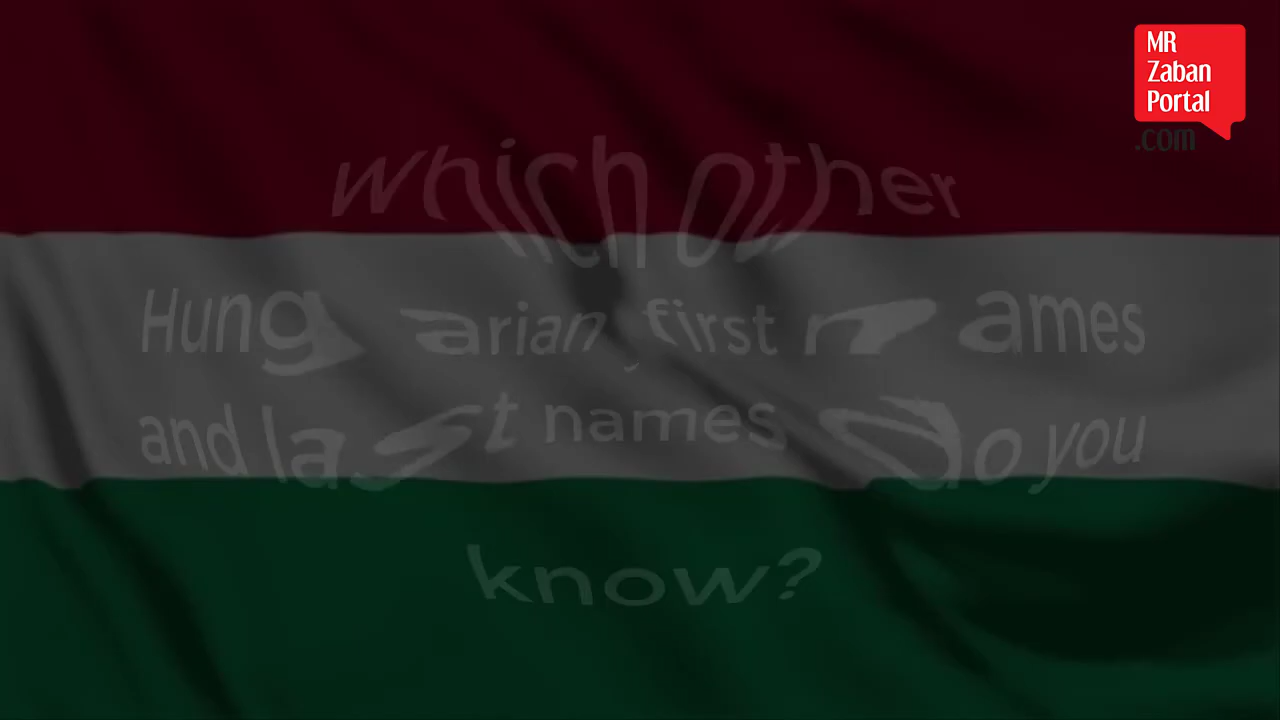 MR
Zaban
Portal
.com
which other
Hungarian first names
and last names do you
know?